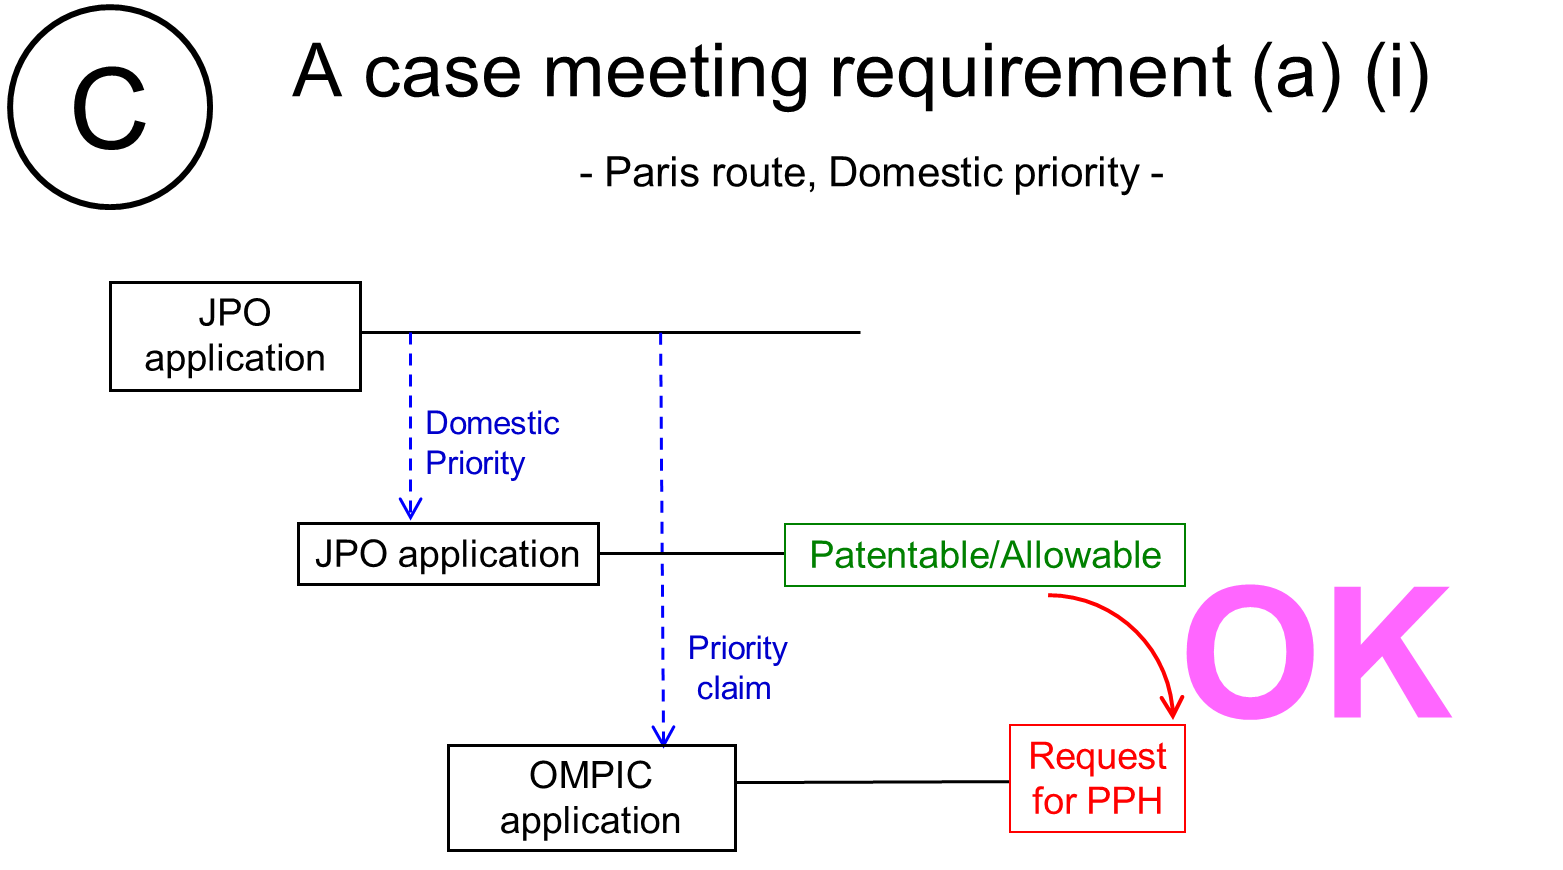 C
A case meeting requirement (a) (i)
- Paris route, Domestic priority -
JPO
application
Domestic
Priority
JPO application
Patentable/Allowable
OK
Priority
claim
OMPIC
application
Request
for PPH